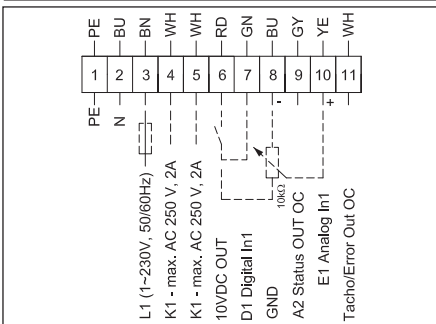 PE BU BN WH WH RD GN BU GY YE WH
1 2 3 4 5 6 7 8 9 10 11
- +
PE
N
L1 (1~230V, 50/60Hz)
K1 - max. AC 250 V, 2A
K1 - max. AC 250 V, 2A
10VDC OUT
D1 Digital In1
GND
10kΩ
A2 Status OUT OC
E1 Analog In1
Tacho/Error Out OC